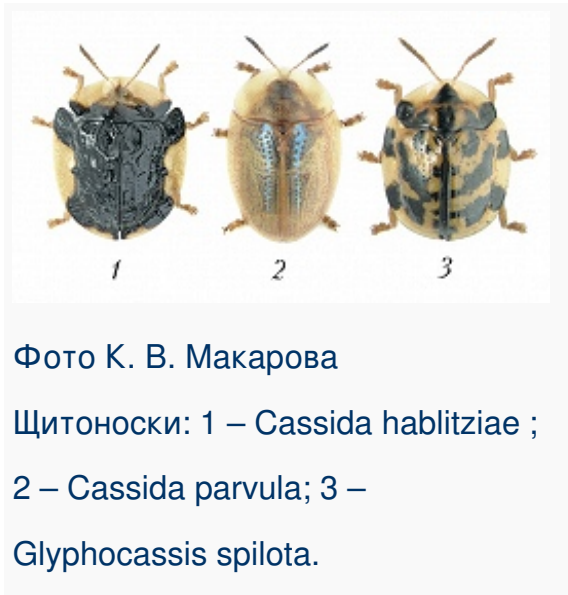 1 2 3
Фото К. В. Макарова
Щитоноски: 1 – Cassida hablitziae ;
2 – Cassida parvula; 3 –
Glyphocassis spilota.